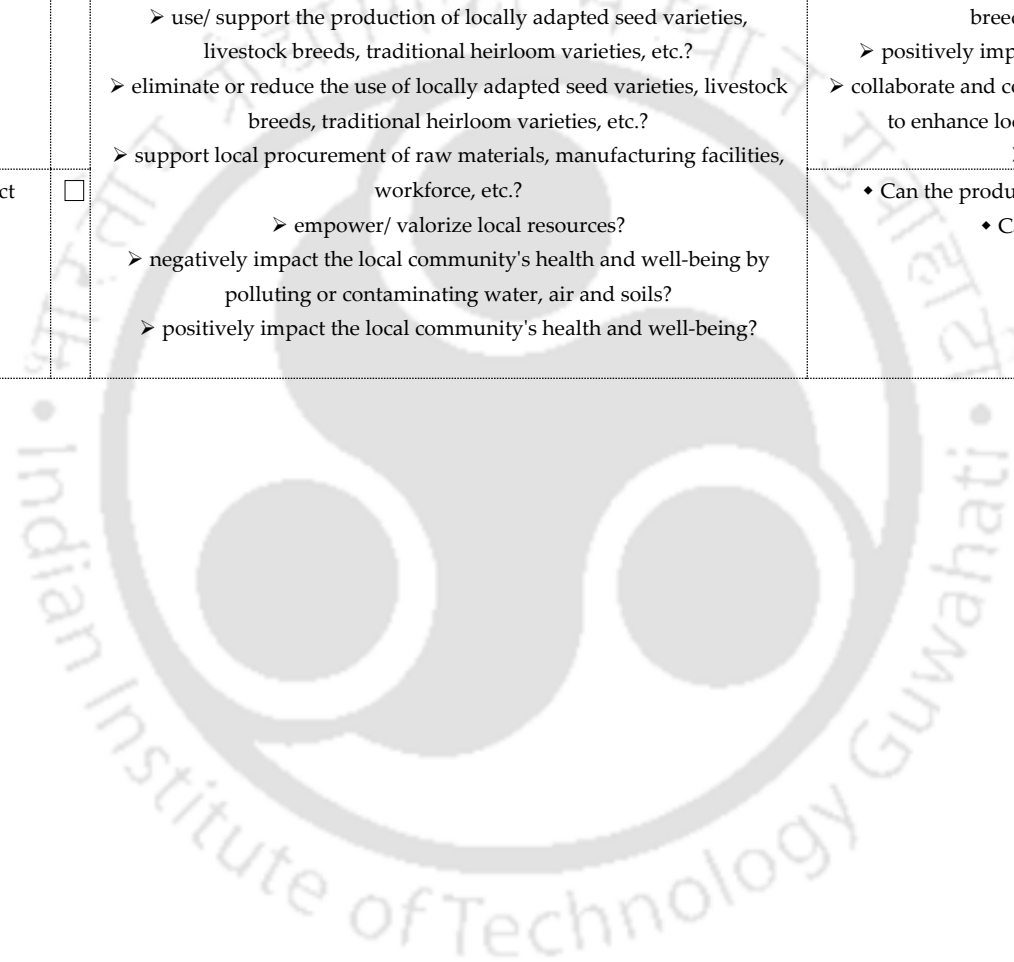 ➢ use/ support the production of locally adapted seed varieties,
livestock breeds, traditional heirloom varieties, etc.?
➢ eliminate or reduce the use of locally adapted seed varieties, livestock
breeds, traditional heirloom varieties, etc.?
➢ support local procurement of raw materials, manufacturing facilities,
workforce, etc.?
➢ empower/ valorize local resources?
➢ negatively impact the local community's health and well-being by
polluting or contaminating water, air and soils?
➢ positively impact the local community's health and well-being?
➢ positively
➢ collaborate and
to enhance
⬥ Can the
Indian Institute of Technology Guwahati